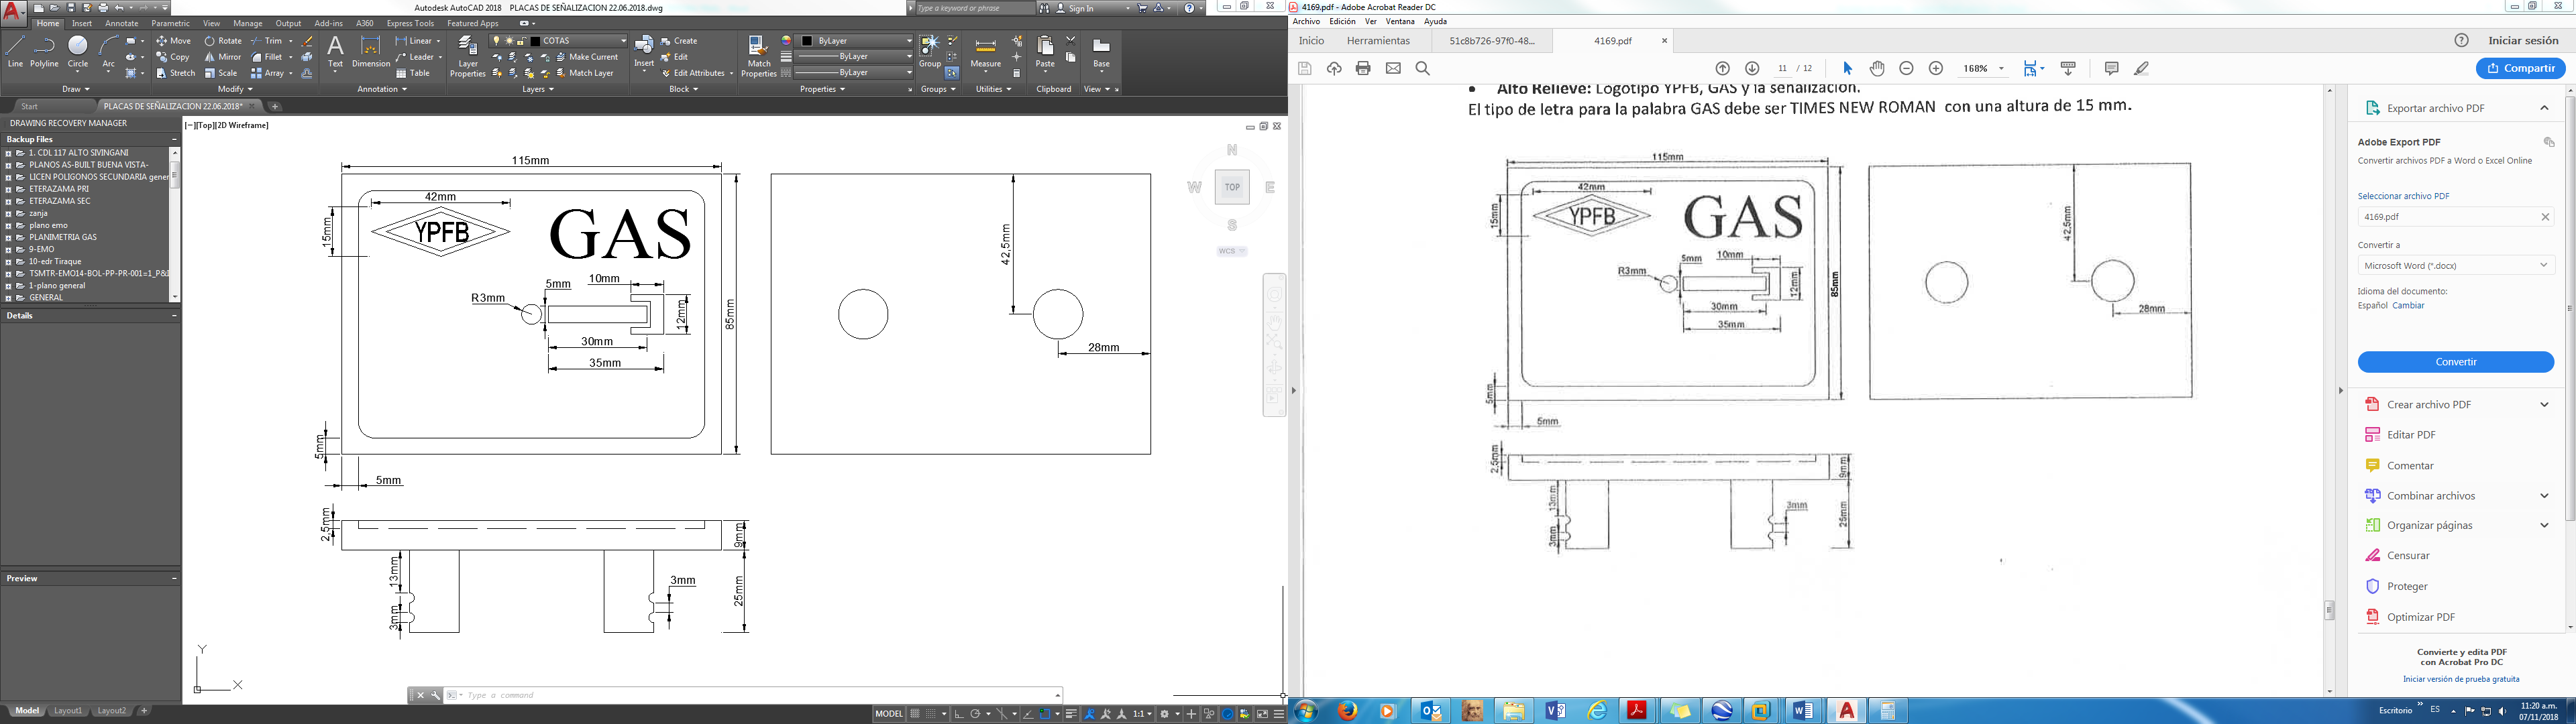 Autodesk AutoCAD 2018 PLACAS DE SEÑALIZACION 22.06.2018.dwg
Type a keyword or phrase
Sign In
Home Insert Annotate Parametric View Manage Output Add-ins A360 Express Tools Featured Apps
Line Polyline Circle Arc
Move Rotate Trim
Copy Mirror Fillet
Stretch Scale Array
Text Dimension
Linear
Leader
Table
Layer Properties
COTAS
Make Current
Match Layer
Insert
Create
Edit
Edit Attributes
Match Properties
ByLayer
ByLayer
ByLayer
Group Measure Paste Base
Draw Modify Annotation Layers Block Properties Groups Utilities Clipboard View
Start PLACAS DE SEÑALIZACION 22.06.2018*
DRAWING RECOVERY MANAGER
Backup Files
1. CDL 117 ALTO SIVINGANI
PLANOS AS-BUILT BUENA VISTA-
LICEN POLIGONOS SECUNDARIA gener
ETERAZAMA PRI
ETERAZAMA SEC
zanja
plano emo
PLANIMETRIA GAS
9-EMO
10-edr Tiraque
TSMTR-EMO14-BOL-PP-PR-001=1_P&I
1-plano general
GENERAL
Details
Preview
[−][Top][2D Wireframe]
N
W TOP E
S
WCS
115mm
42mm
15mm
YPFB
GAS
10mm
5mm
R3mm
12mm
30mm
35mm
85mm
5mm
5mm
42,5mm
28mm
2,5mm
9mm
13mm
3mm
3mm
25mm
Y
X
Type a command
Model Layout1 Layout2 +
MODEL
1:1
4169.pdf - Adobe Acrobat Reader DC
Archivo Edición Ver Ventana Ayuda
Inicio Herramientas 51c8b726-97f0-48... 4169.pdf
Iniciar sesión
11 / 12
168%
Compartir
• Alto Relieve: Logotipo YPFB, GAS y la señalización.
El tipo de letra para la palabra GAS debe ser TIMES NEW ROMAN con una altura de 15 mm.
115mm
42mm
15mm
YPFB
GAS
10mm
5mm
R3mm
12mm
30mm
35mm
85mm
5mm
5mm
42,5mm
28mm
2,5mm
9mm
13mm
3mm
3mm
25mm
Exportar archivo PDF
Adobe Export PDF
Convertir archivos PDF a Word o Excel Online
Seleccionar archivo PDF
4169.pdf
Convertir a
Microsoft Word (*.docx)
Idioma del documento:
Español Cambiar
Convertir
Crear archivo PDF
Editar PDF
Comentar
Combinar archivos
Organizar páginas
Censurar
Proteger
Optimizar PDF
Convierte y edita PDF
con Acrobat Pro DC
Iniciar versión de prueba gratuita
Escritorio
ES
11:20 a.m.
07/11/2018